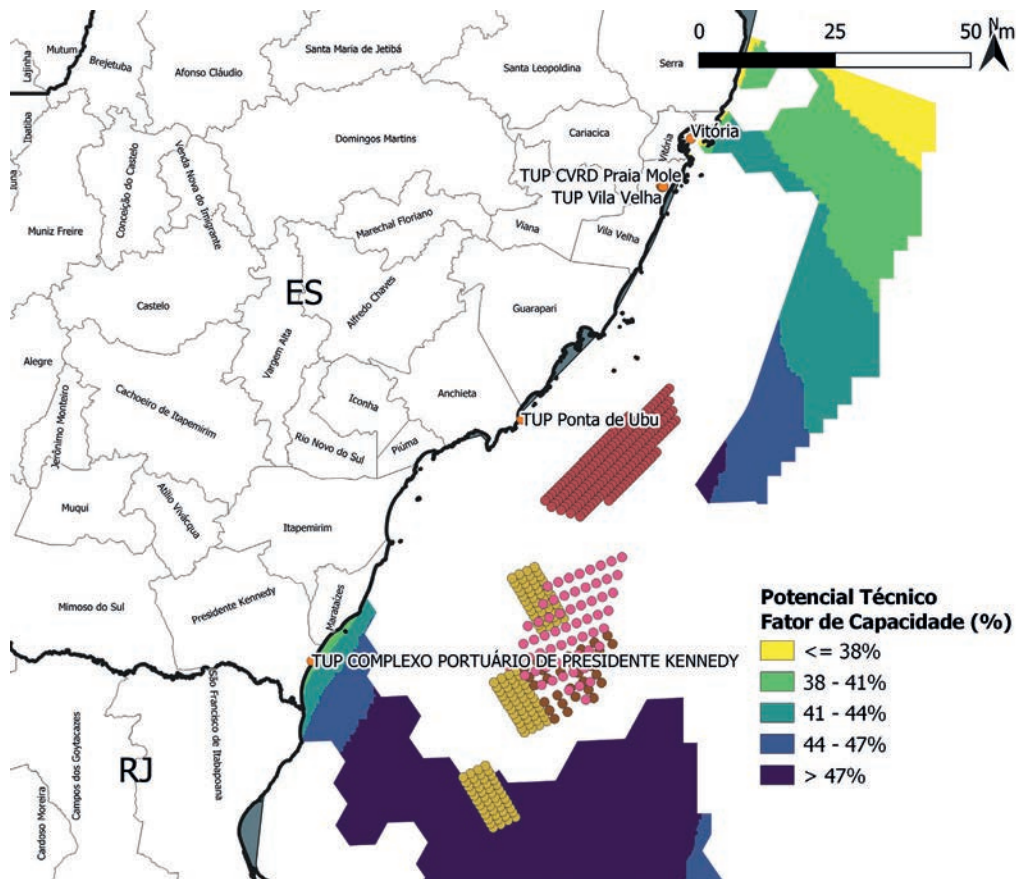 0 25 50 Nm
Mutum
Lajinha
Brejetuba
Afonso Cláudio
Santa Maria de Jetibá
Santa Leopoldina
Serra
Ibatiba
Iuna
Conceição do Castelo
Venda Nova do Imigrante
Domingos Martins
Cariacica
Vitória
Vitória
TUP CVRD Praia Mole
TUP Vila Velha
Muniz Freire
Marechal Floriano
Viana
Vila Velha
ES
Castelo
Alfredo Chaves
Guarapari
Vargem Alta
Alegre
Jerônimo Monteiro
Cachoeiro de Itapemirim
Iconha
Anchieta
TUP Ponta de Ubu
Rio Novo do Sul
Piúma
Muqui
Atílio Vivácqua
Itapemirim
Mimoso do Sul
Presidente Kennedy
Marataízes
TUP COMPLEXO PORTUÁRIO DE PRESIDENTE KENNEDY
São Francisco de Itabapoana
Campos dos Goytacazes
RJ
Cardoso Moreira
Potencial Técnico
Fator de Capacidade (%)
<= 38%
38 - 41%
41 - 44%
44 - 47%
> 47%